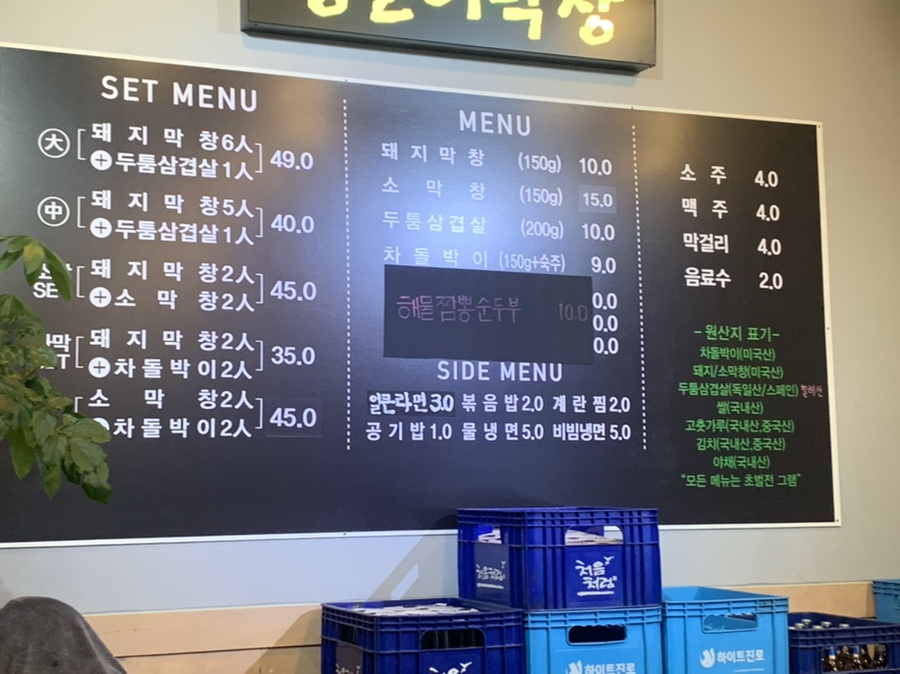 SET MENU
大 돼지막창6人
⊕두툼삼겹살1人 49.0
中 돼지막창5人
⊕두툼삼겹살1人 40.0
돼지막창2人
SE ⊕소막창2人 45.0
돼지막창2人
⊕차돌박이2人 35.0
소막창2人
차돌박이2人 45.0
MENU
돼지막창 (150g) 10.0
소막창 (150g) 15.0
두툼삼겹살 (200g) 10.0
차돌박이 (150g+숙주) 9.0
해물짬뽕순두부 10.0
0.0
0.0
0.0
SIDE MENU
얼큰라면 3.0 볶음밥 2.0 계란찜 2.0
공기밥 1.0 물냉면 5.0 비빔냉면 5.0
소주 4.0
맥주 4.0
막걸리 4.0
음료수 2.0
-원산지 표기-
차돌박이(미국산)
돼지/소막창(미국산)
두툼삼겹살(독일산/스페인)
쌀(국내산)
고춧가루(국내산,중국산)
김치(국내산,중국산)
야채(국내산)
"모든 메뉴는 초벌전 그램"
처음처럼
하이트진로
하이트진로